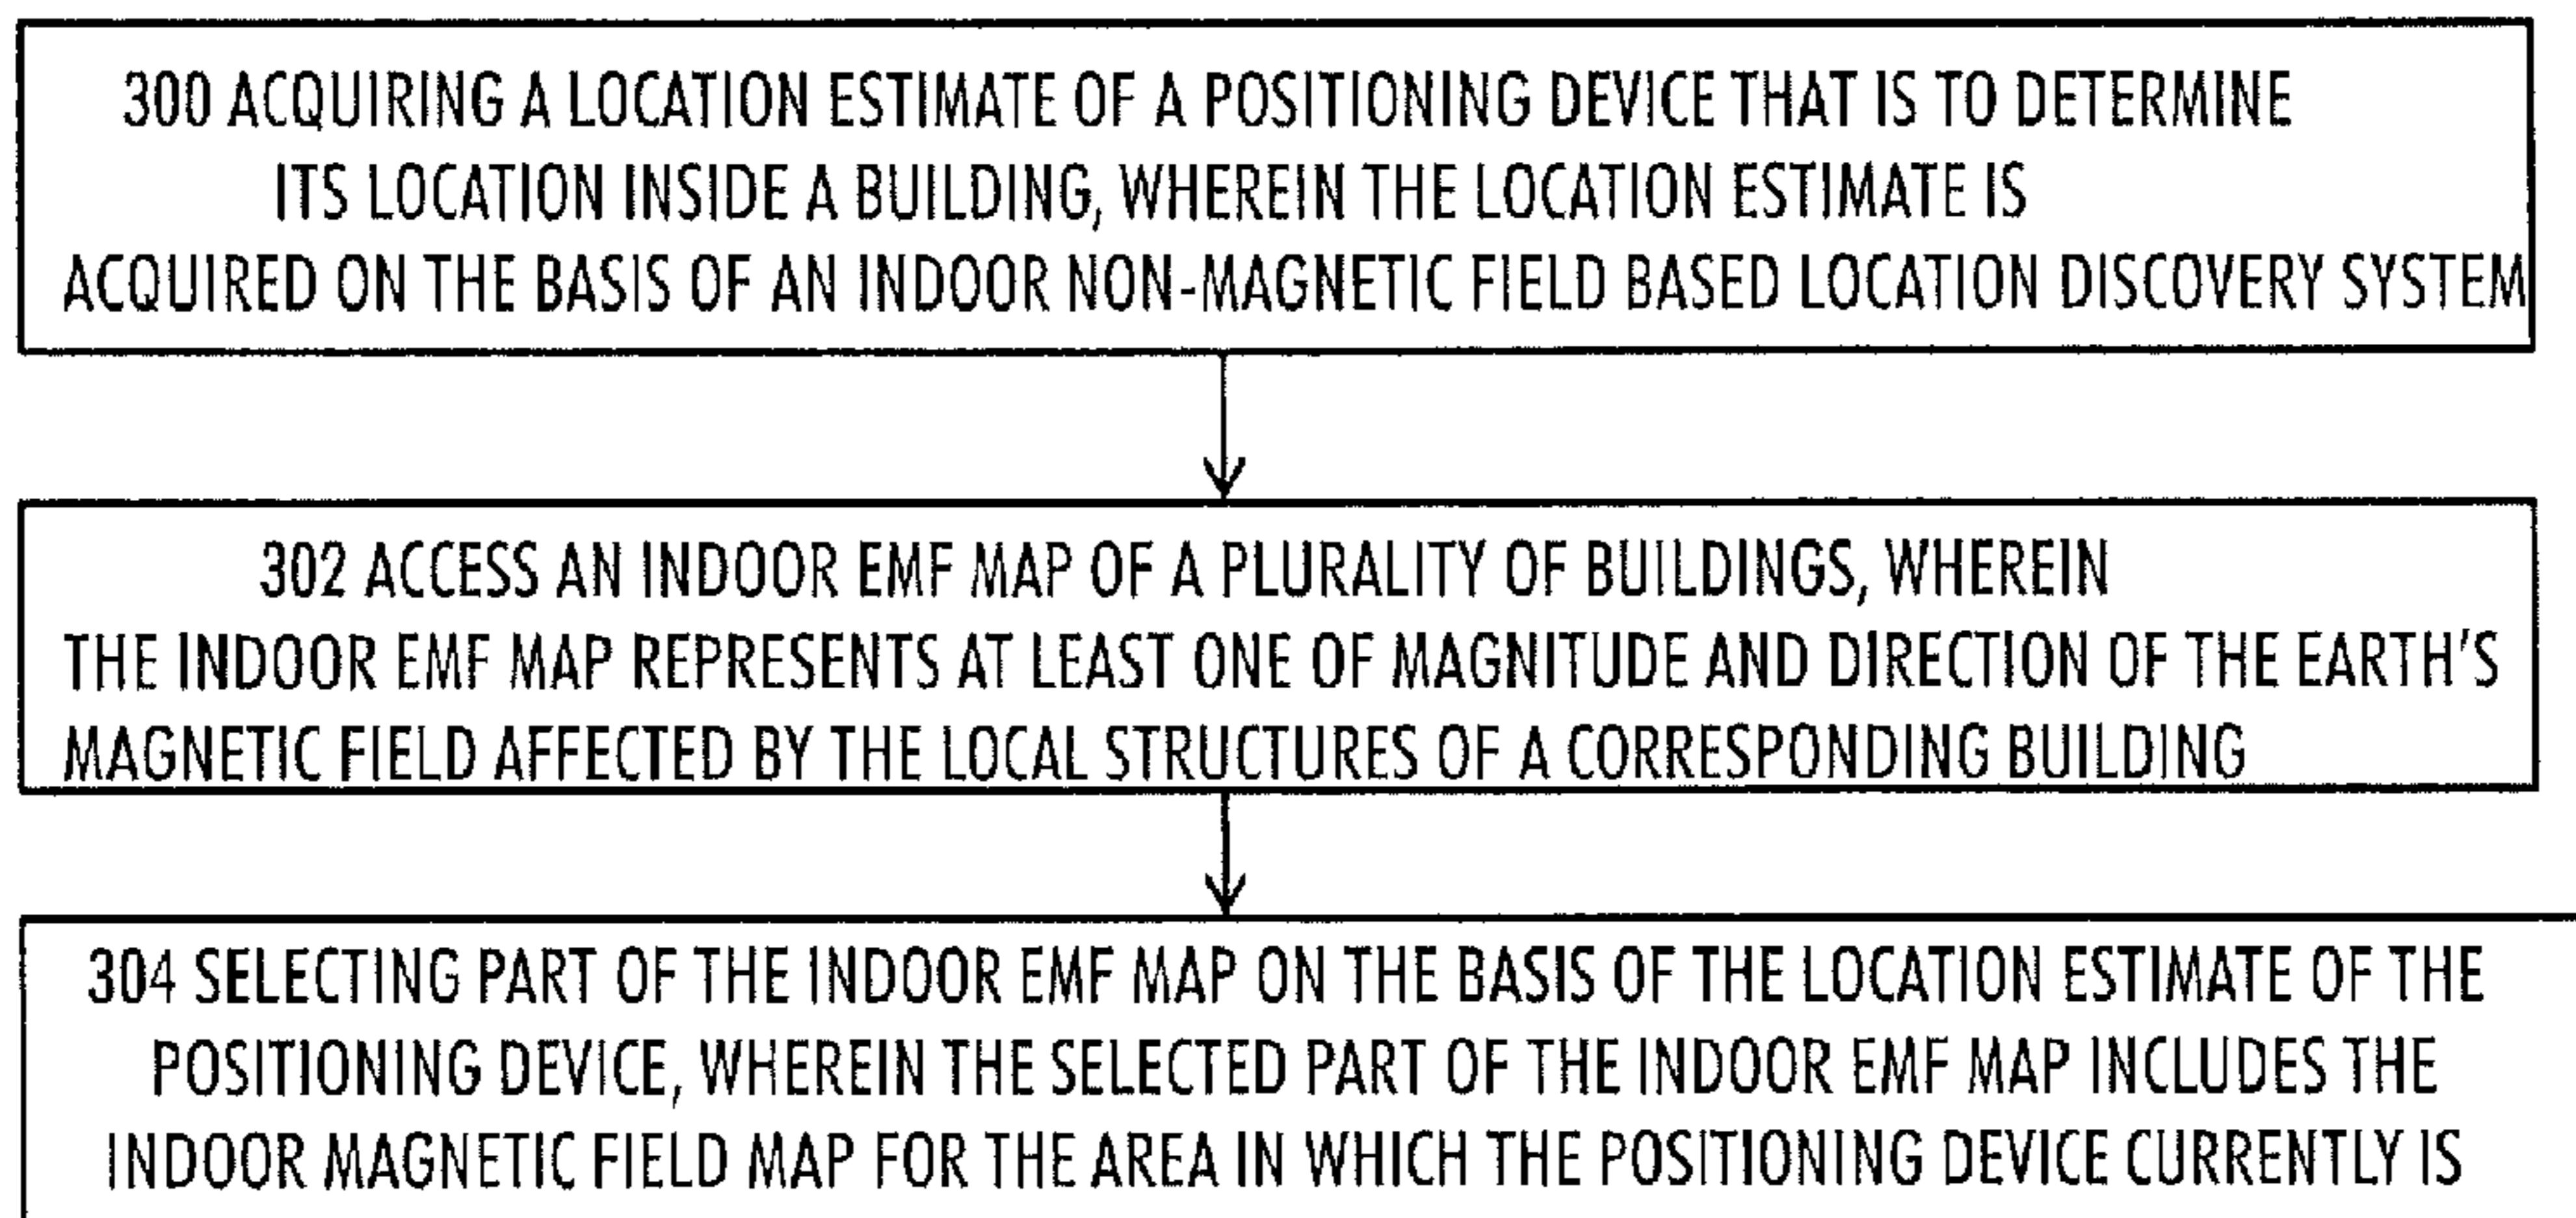 300 ACQUIRING A LOCATION ESTIMATE OF A POSITIONING DEVICE THAT IS TO DETERMINE
ITS LOCATION INSIDE A BUILDING, WHEREIN THE LOCATION ESTIMATE IS
ACQUIRED ON THE BASIS OF AN INDOOR NON-MAGNETIC FIELD BASED LOCATION DISCOVERY SYSTEM
302 ACCESS AN INDOOR EMF MAP OF A PLURALITY OF BUILDINGS, WHEREIN
THE INDOOR EMF MAP REPRESENTS AT LEAST ONE OF MAGNITUDE AND DIRECTION OF THE EARTH'S
MAGNETIC FIELD AFFECTED BY THE LOCAL STRUCTURES OF A CORRESPONDING BUILDING
304 SELECTING PART OF THE INDOOR EMF MAP ON THE BASIS OF THE LOCATION ESTIMATE OF THE
POSITIONING DEVICE, WHEREIN THE SELECTED PART OF THE INDOOR EMF MAP INCLUDES THE
INDOOR MAGNETIC FIELD MAP FOR THE AREA IN WHICH THE POSITIONING DEVICE CURRENTLY IS